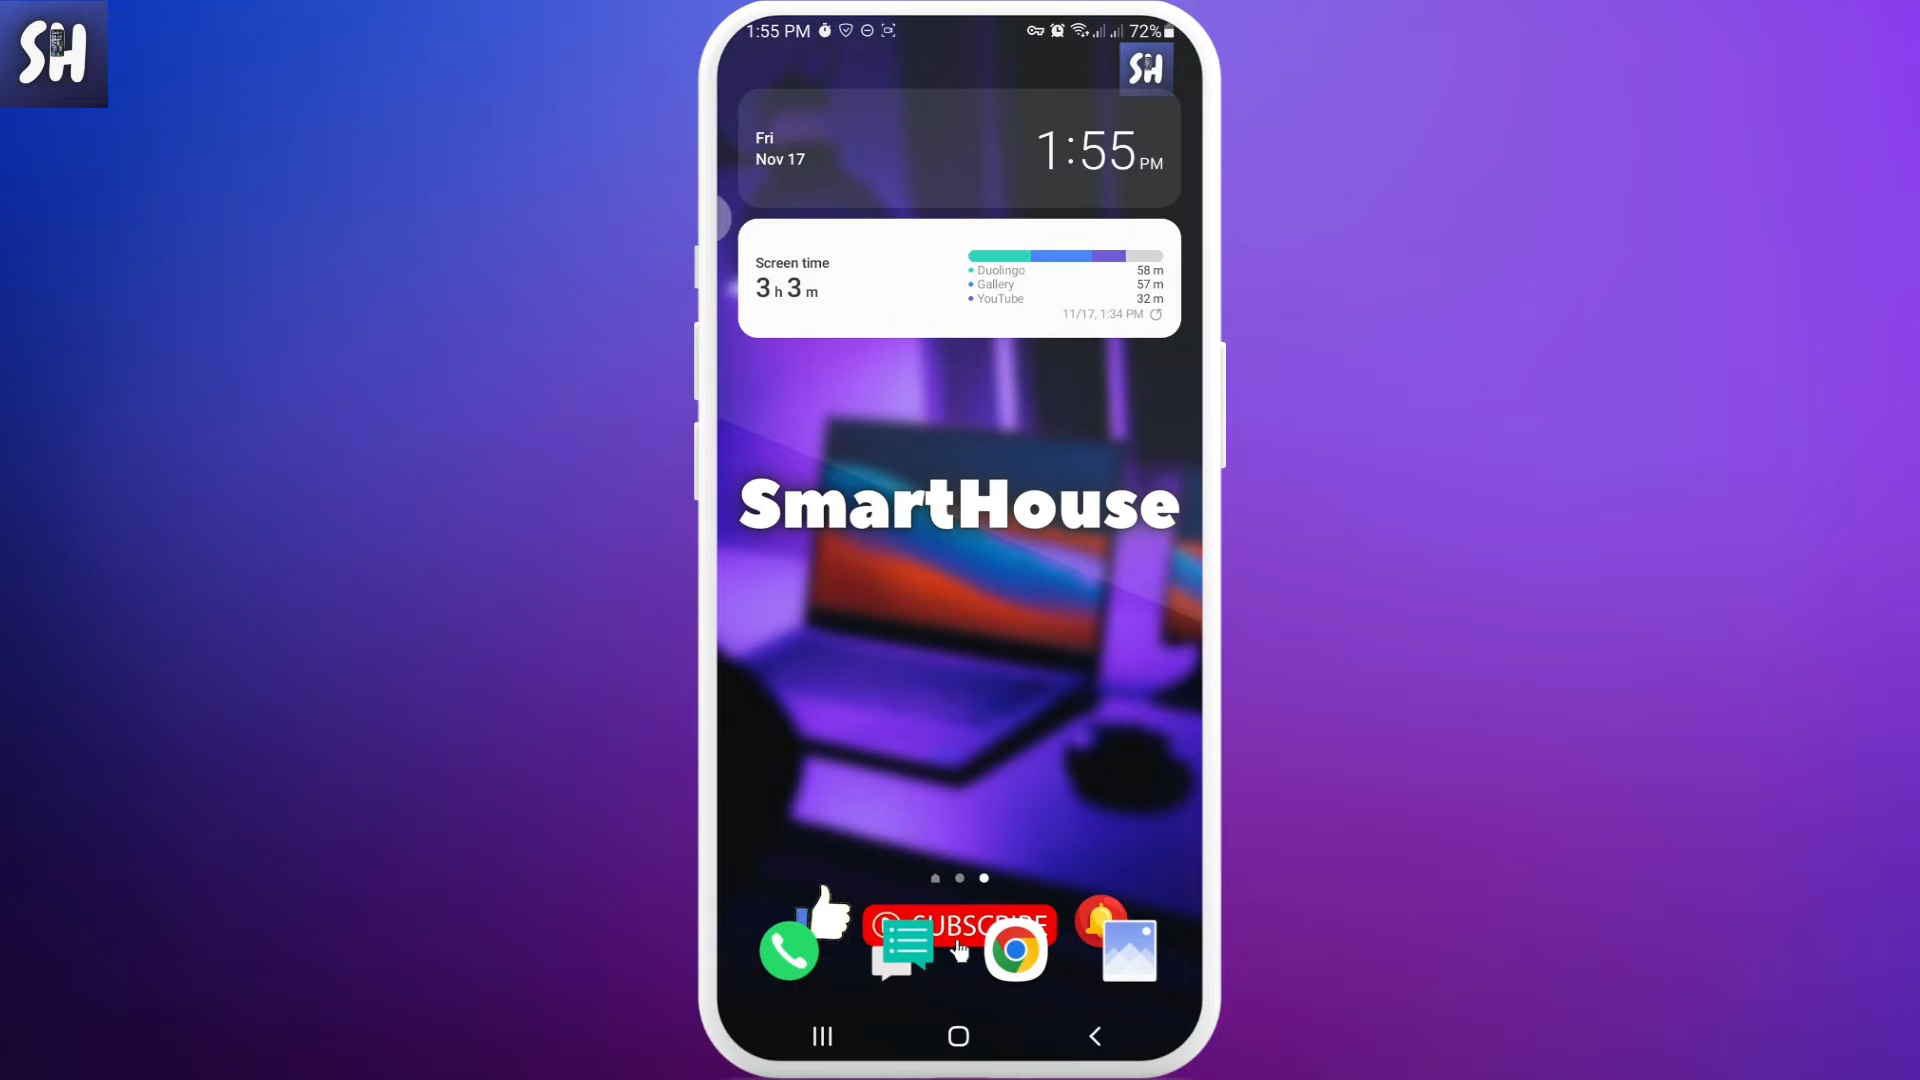 SH
1:55 PM
72%
SH
Fri
Nov 17
1:55 PM
Screen time
3 h 3 m
Duolingo 58 m
Gallery 57 m
YouTube 32 m
11/17, 1:34 PM
SmartHouse
SUBSCRIBE